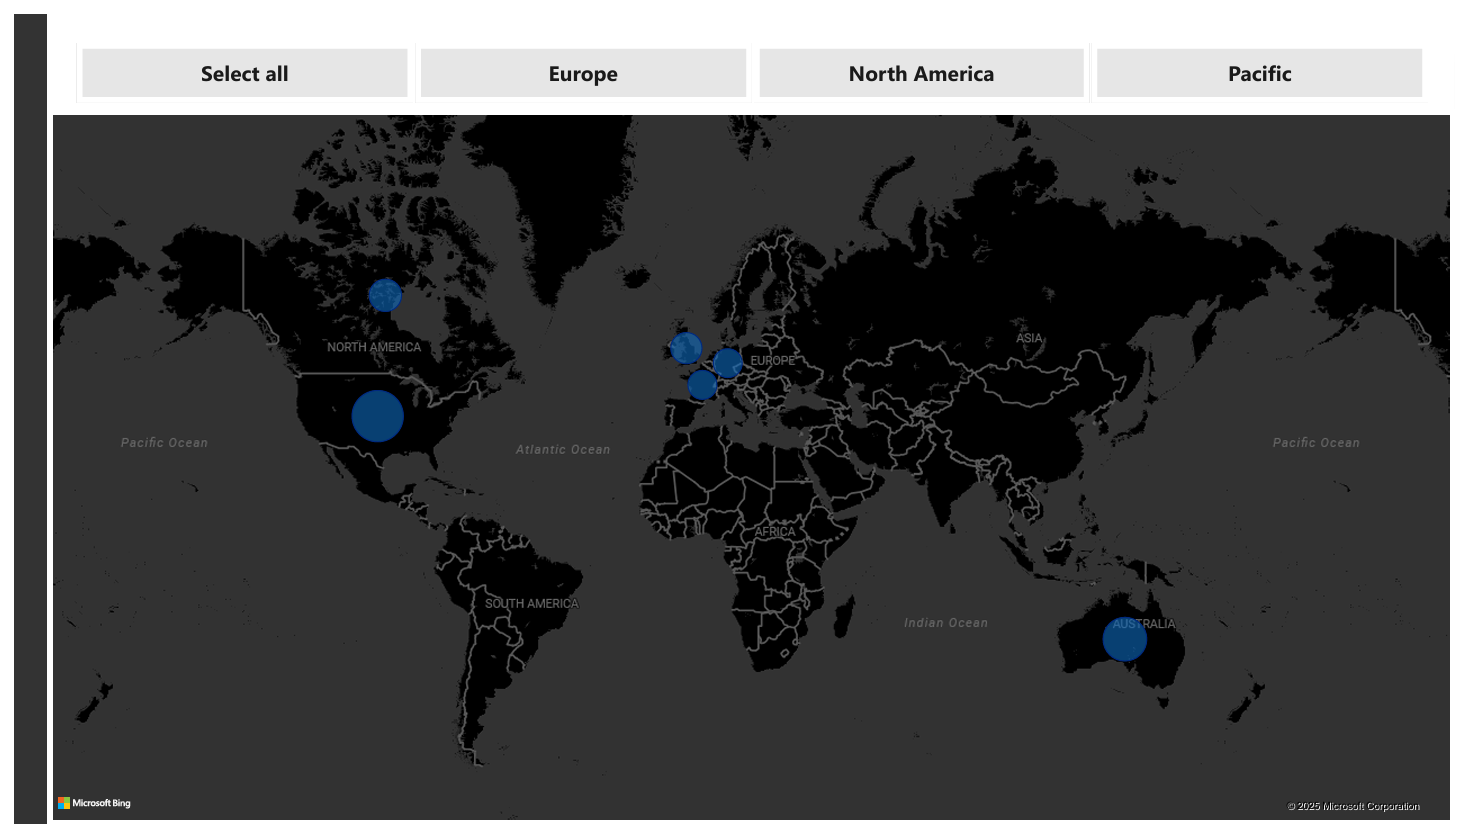 Select all
Europe
North America
Pacific
ASIA
NORTH AMERICA
EUROPE
Pacific Ocean
Atlantic Ocean
Pacific Ocean
AFRICA
SOUTH AMERICA
Indian Ocean
AUSTRALIA
Microsoft Bing
© 2025 Microsoft Corporation